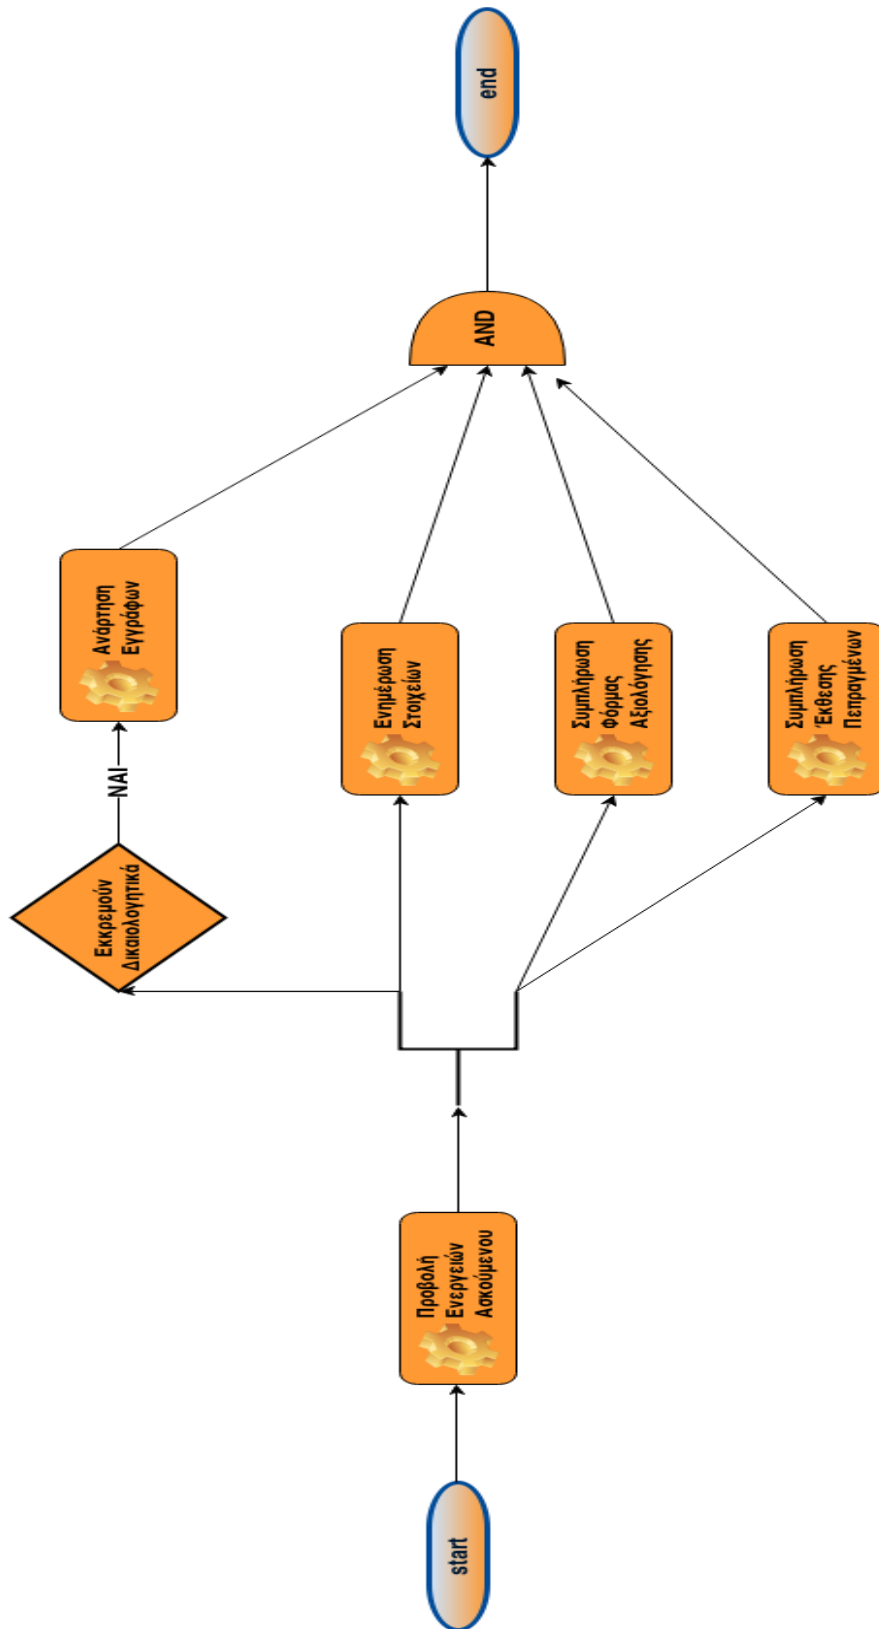 start
Προβολή
Ενεργειών
Ασκούμενου
Εκκρεμούν
Δικαιολογητικά
ΝΑΙ
Ανάρτηση
Εγγράφων
Ενημέρωση
Στοιχείων
Συμπλήρωση
Φόρμας
Αξιολόγησης
Συμπλήρωση
Έκθεσης
Πεπραγμένων
AND
end